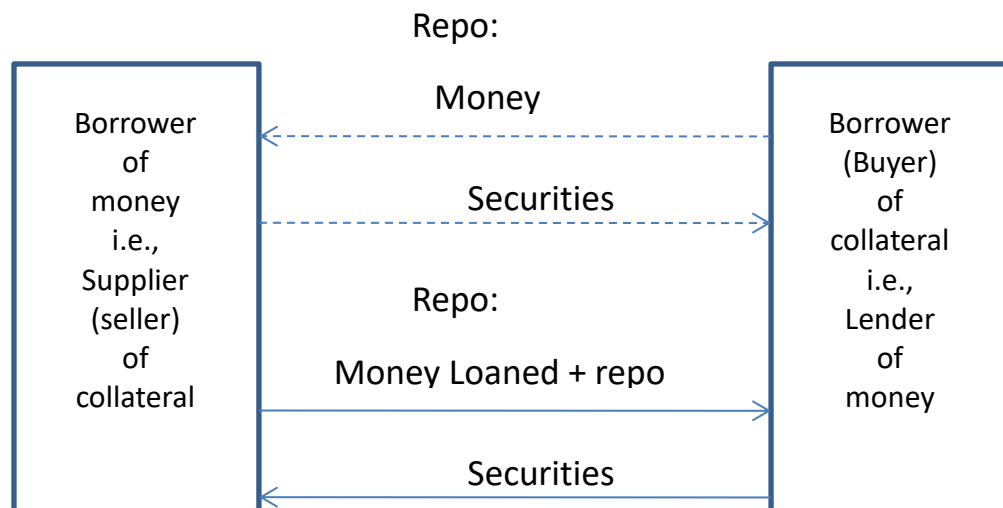 Repo:
Money
Borrower
of
money
i.e.,
Supplier
(seller)
of
collateral
Securities
Repo:
Money Loaned + repo
Securities
Borrower
(Buyer)
of
collateral
i.e.,
Lender
of
money